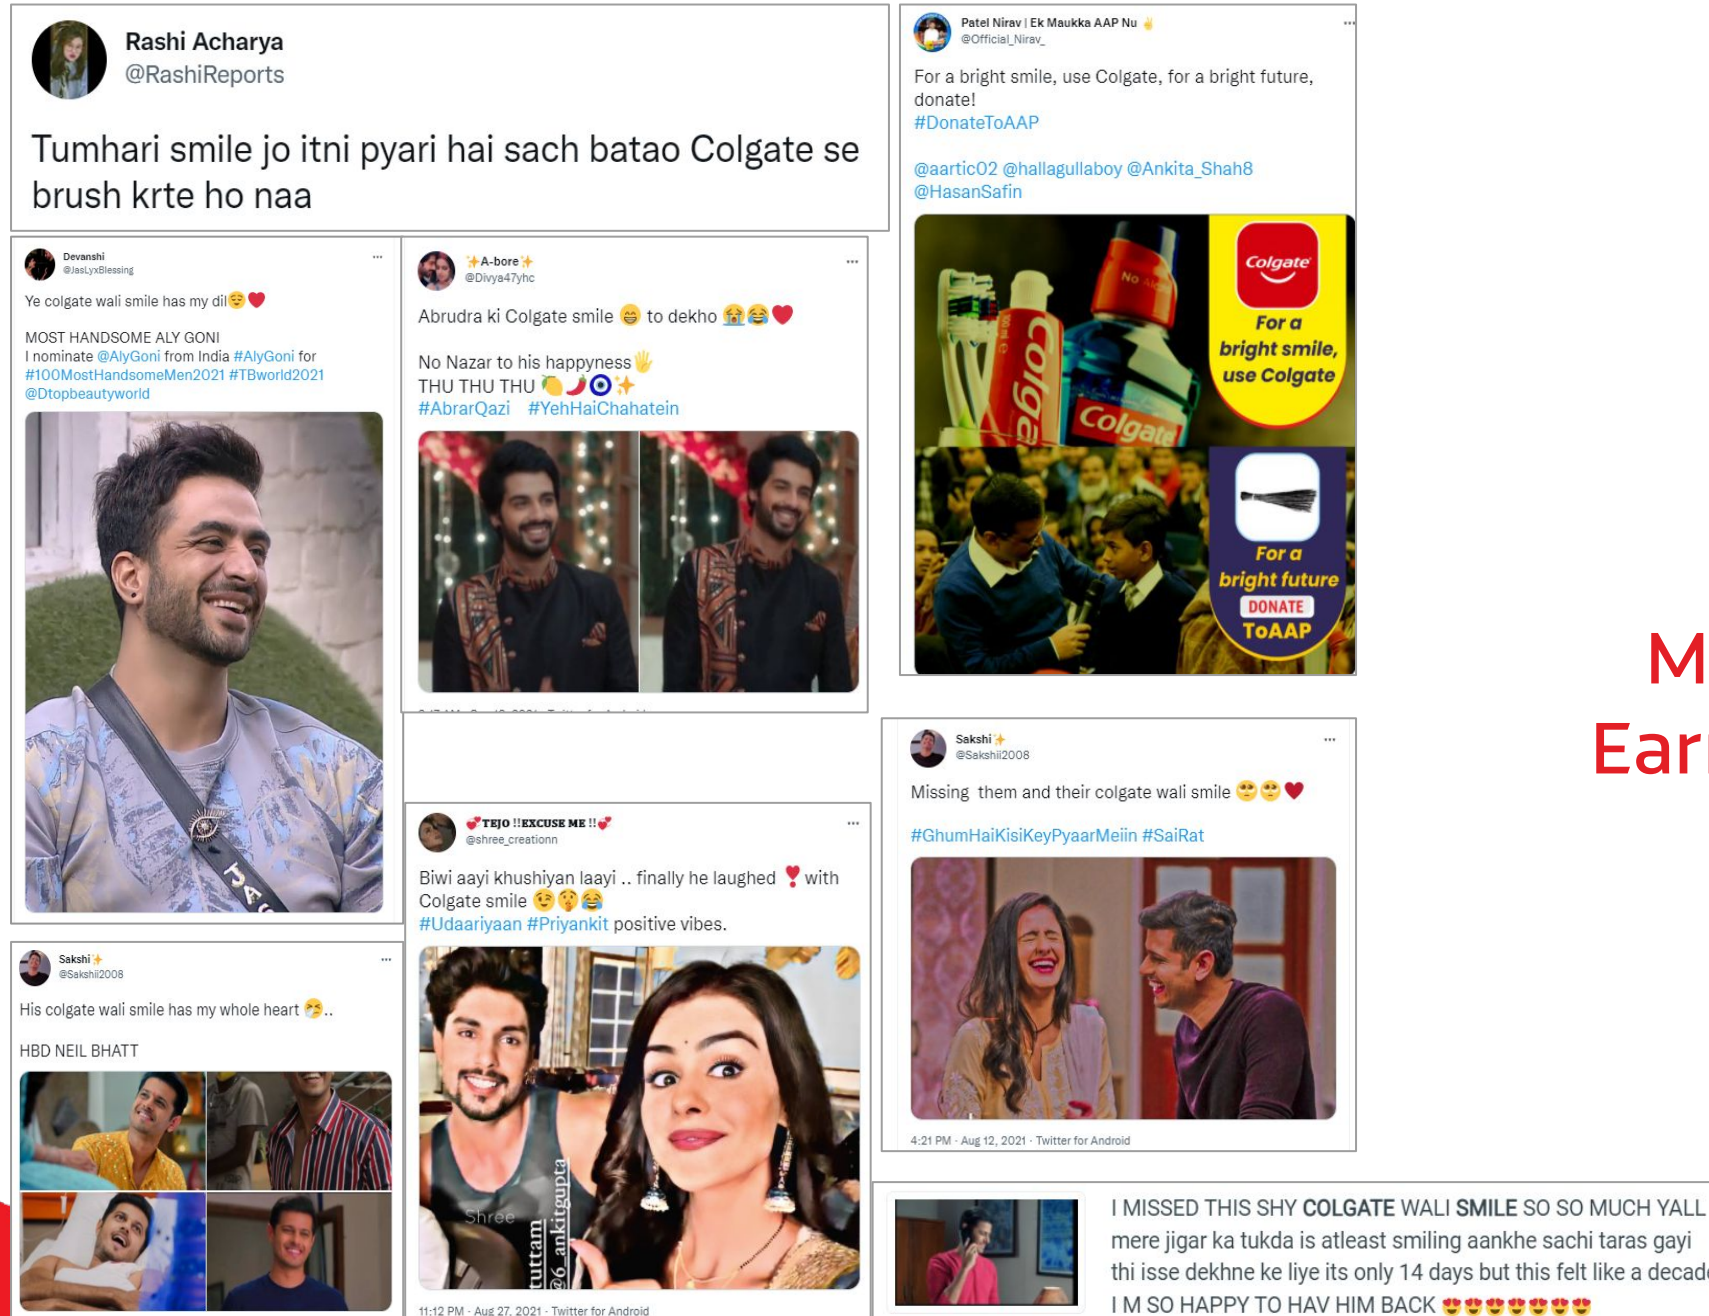 Rashi Acharya
@RashiReports
Tumhari smile jo itni pyari hai sach batao Colgate se
brush krte ho naa
Patel Nirav | Ek Maukka AAP Nu ✌
@Official_Nirav_
For a bright smile, use Colgate, for a bright future,
donate!
#DonateToAAP
@aartic02 @hallagullaboy @Ankita_Shah8
@HasanSafin
No Alc
100 ml e
Colga
Colgate
Colgate
For a
bright smile,
use Colgate
For a
bright future
DONATE
ToAAP
Devanshi
@JasLyxBlessing
Ye colgate wali smile has my dil😌❤
MOST HANDSOME ALY GONI
I nominate @AlyGoni from India #AlyGoni for
#100MostHandsomeMen2021 #TBworld2021
@Dtopbeautyworld
✨A-bore✨
@Divya47yhc
Abrudra ki Colgate smile 😁 to dekho 😭😂❤
No Nazar to his happyness🖐
THU THU THU 🍋🌶🧿✨
#AbrarQazi #YehHaiChahatein
M
Earr
Sakshi✨
@Sakshii2008
Missing them and their colgate wali smile 🥺🥺❤
#GhumHaiKisiKeyPyaarMeiin #SaiRat
4:21 PM · Aug 12, 2021 · Twitter for Android
💞TEJO !!EXCUSE ME !!💞
@shree_creationn
Biwi aayi khushiyan laayi .. finally he laughed ❣ with
Colgate smile 😉🤫😂
#Udaariyaan #Priyankit positive vibes.
Shree
tuttam
@6_ankitgupta
11:12 PM · Aug 27, 2021 · Twitter for Android
Sakshi✨
@Sakshii2008
His colgate wali smile has my whole heart 🤧..
HBD NEIL BHATT
I MISSED THIS SHY COLGATE WALI SMILE SO SO MUCH YALL
mere jigar ka tukda is atleast smiling aankhe sachi taras gayi
thi isse dekhne ke liye its only 14 days but this felt like a decad
I M SO HAPPY TO HAV HIM BACK 😍😍😍😍😍😍😍